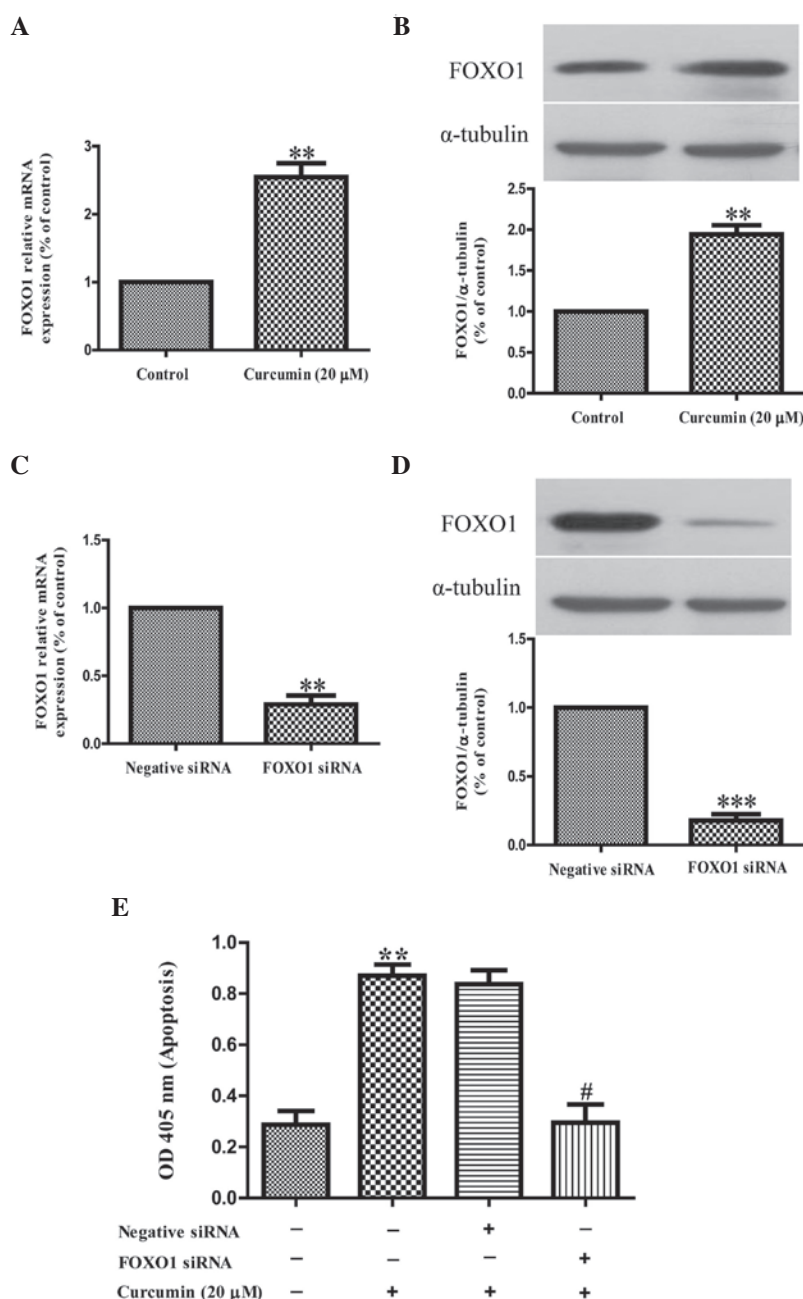 A
FOXO1 relative mRNA
expression (% of control)
3
2
1
0
**
Control
Curcumin (20 μM)
B
FOXO1
α-tubulin
FOXO1/α-tubulin
(% of control)
2.0
1.5
1.0
0.5
0.0
**
Control
Curcumin (20 μM)
C
FOXO1 relative mRNA
expression (% of control)
1.5
1.0
0.5
0.0
**
Negative siRNA
FOXO1 siRNA
D
FOXO1
α-tubulin
FOXO1/α-tubulin
(% of control)
1.5
1.0
0.5
0.0
***
Negative siRNA
FOXO1 siRNA
E
OD 405 nm (Apoptosis)
1.0
0.8
0.6
0.4
0.2
0.0
**
#
Negative siRNA – – + –
FOXO1 siRNA – – – +
Curcumin (20 μM) – + + +